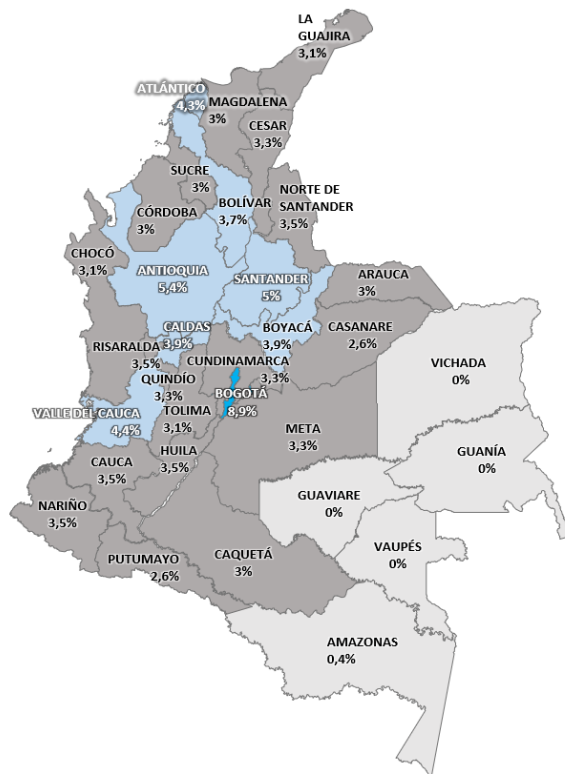 LA
GUAJIRA
3,1%
ATLÁNTICO
4,3%
MAGDALENA
3%
CESAR
3,3%
SUCRE
3%
BOLÍVAR
3,7%
NORTE DE
SANTANDER
3,5%
CÓRDOBA
3%
CHOCÓ
3,1%
ANTIOQUIA
5,4%
SANTANDER
5%
ARAUCA
3%
CALDAS
3,9%
BOYACÁ
3,9%
CASANARE
2,6%
RISARALDA
3,5%
CUNDINAMARCA
3,3%
VICHADA
0%
QUINDÍO
3,3%
BOGOTÁ
8,9%
VALLE DEL CAUCA
4,4%
TOLIMA
3,1%
META
3,3%
GUANÍA
0%
CAUCA
3,5%
HUILA
3,5%
GUAVIARE
0%
NARIÑO
3,5%
VAUPÉS
0%
PUTUMAYO
2,6%
CAQUETÁ
3%
AMAZONAS
0,4%